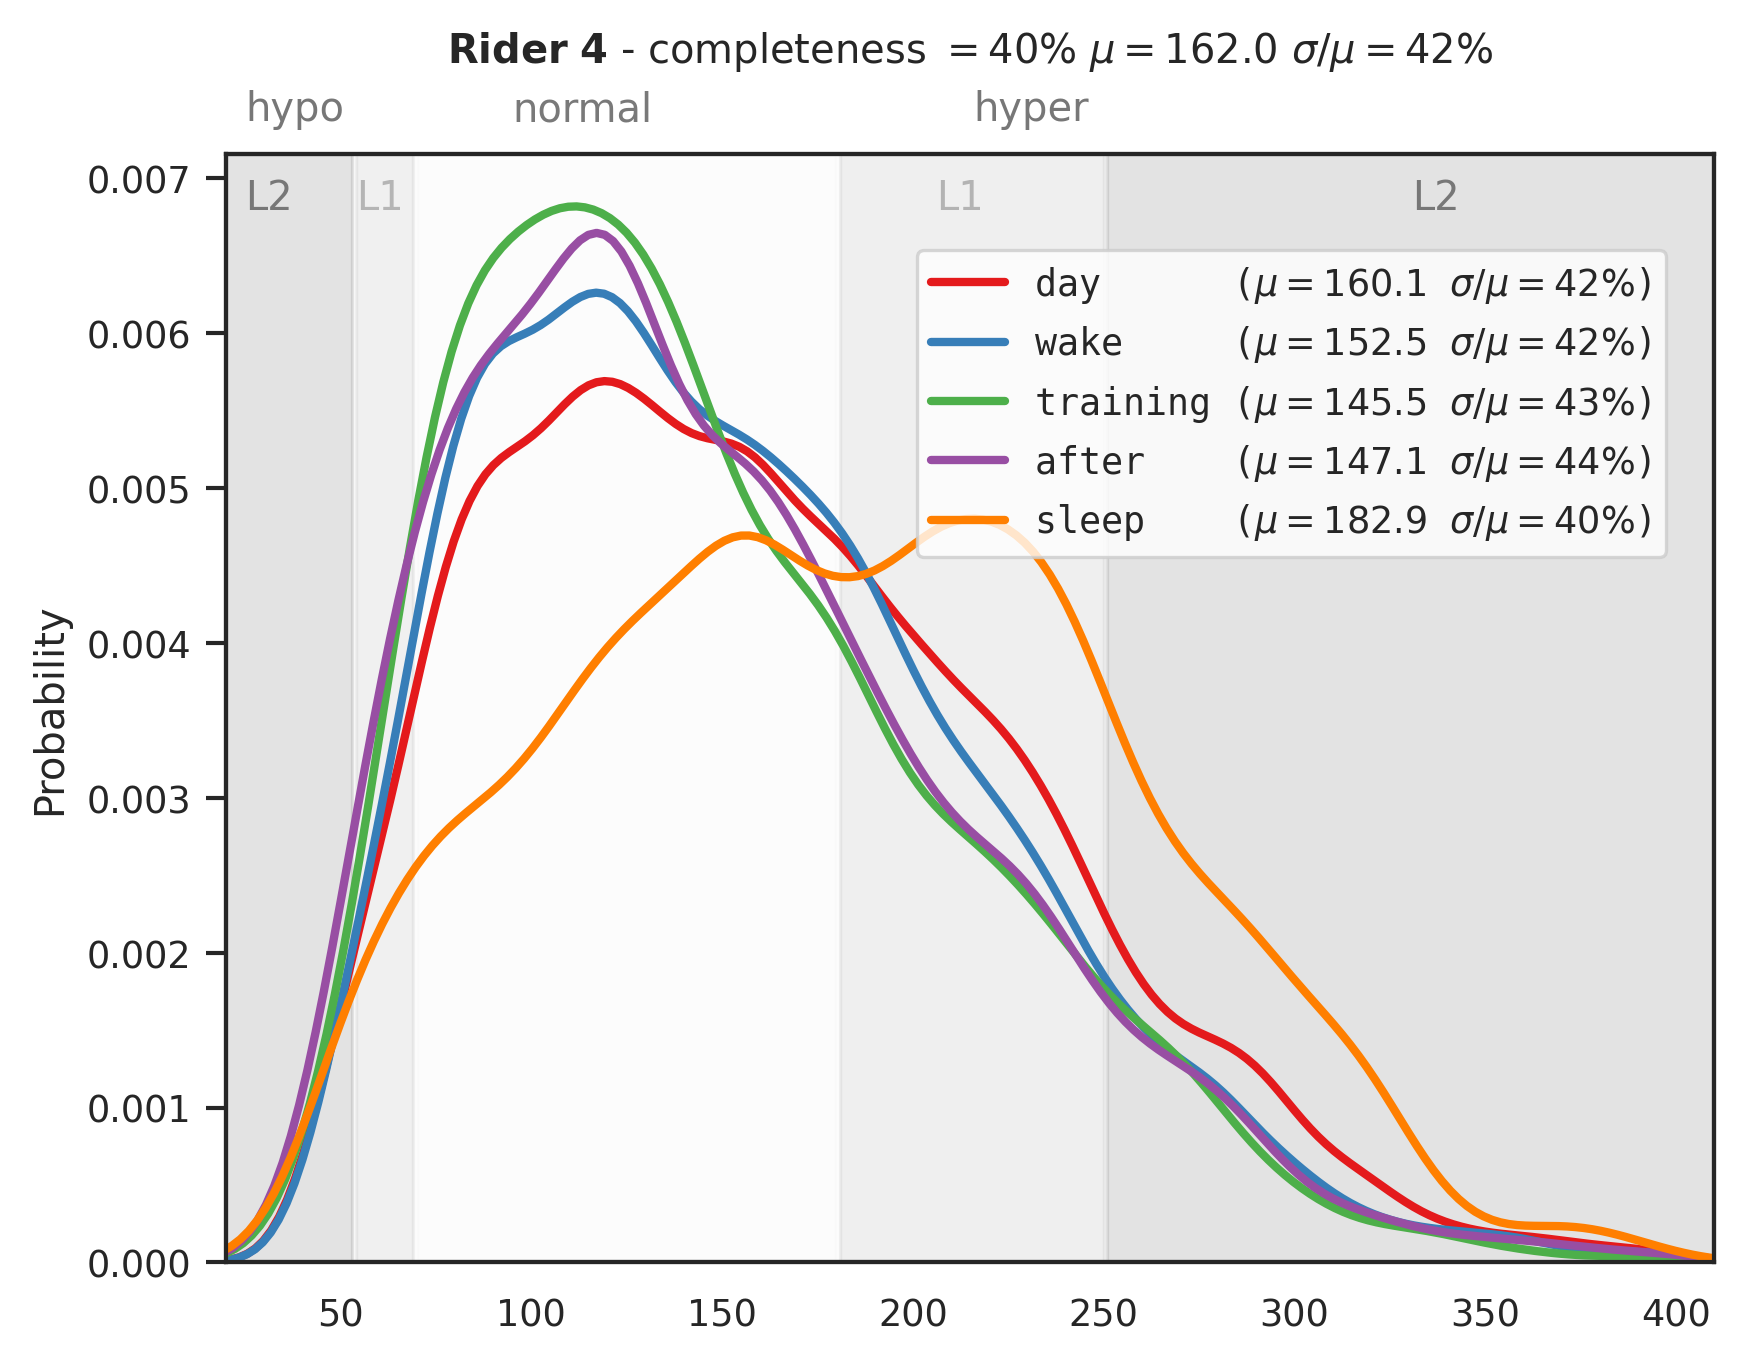 Rider 4 - completeness = 40% μ = 162.0 σ/μ = 42%
hypo normal hyper
L2 L1 L1 L2
0.007
0.006
0.005
0.004
0.003
0.002
0.001
0.000
Probability
day (μ = 160.1 σ/μ = 42%)
wake (μ = 152.5 σ/μ = 42%)
training (μ = 145.5 σ/μ = 43%)
after (μ = 147.1 σ/μ = 44%)
sleep (μ = 182.9 σ/μ = 40%)
50 100 150 200 250 300 350 400